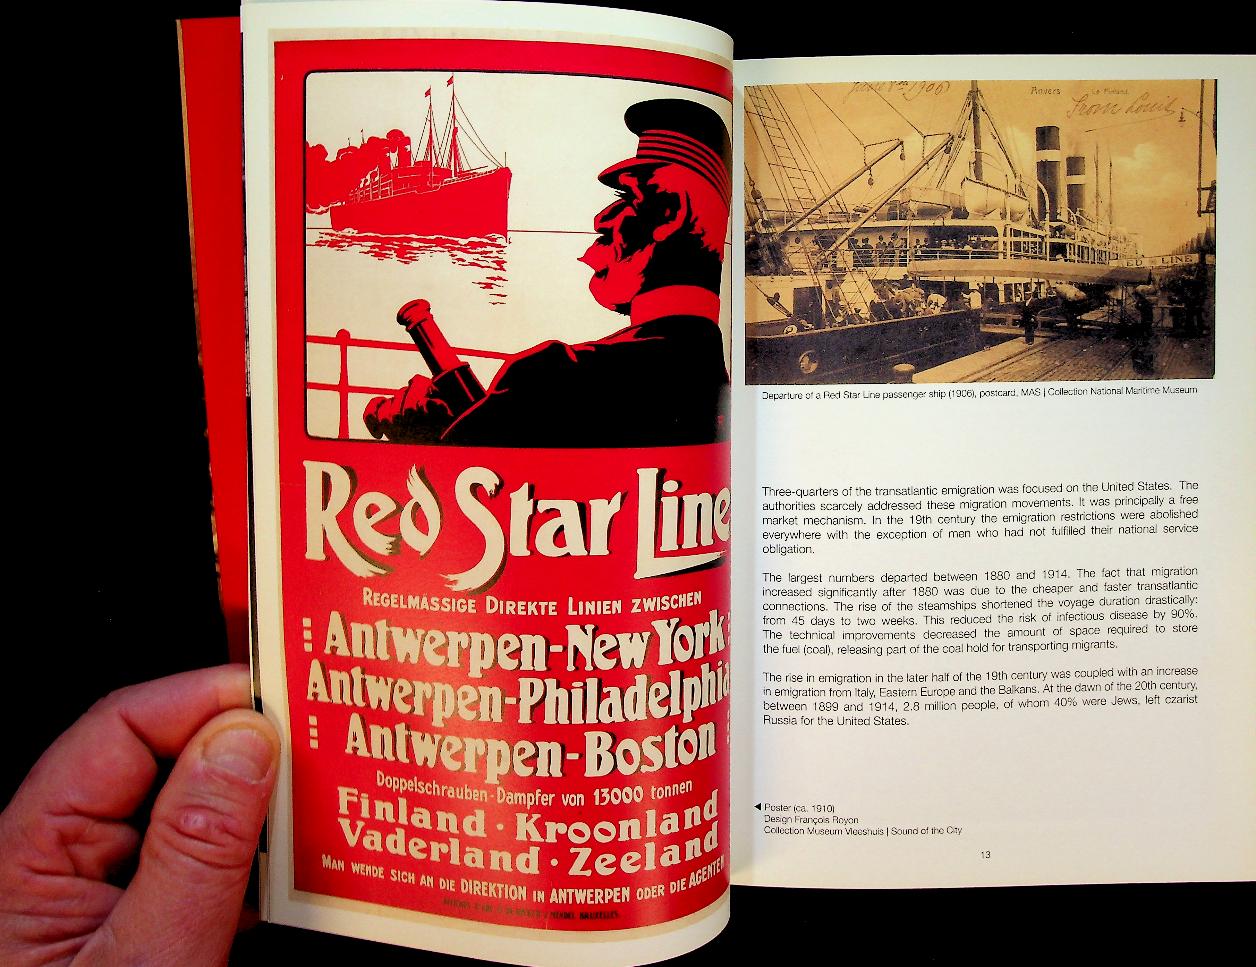 Red Star Line
REGELMÄSSIGE DIREKTE LINIEN ZWISCHEN
Antwerpen-New York
Antwerpen-Philadelphia
Antwerpen-Boston
Doppelschrauben-Dampfer von 13000 tonnen
Finland · Kroonland
Vaderland · Zeeland
MAN WENDE SICH AN DIE DIREKTION IN ANTWERPEN ODER DIE AGENTEN
BRUXELLES.
1906
Anvers
Le Finland
From Louis
RED STAR LINE
Departure of a Red Star Line passenger ship (1906), postcard, MAS | Collection National Maritime Museum
Three-quarters of the transatlantic emigration was focused on the United States. The
authorities scarcely addressed these migration movements. It was principally a free
market mechanism. In the 19th century the emigration restrictions were abolished
everywhere with the exception of men who had not fulfilled their national service
obligation.
The largest numbers departed between 1880 and 1914. The fact that migration
increased significantly after 1880 was due to the cheaper and faster transatlantic
connections. The rise of the steamships shortened the voyage duration drastically:
from 45 days to two weeks. This reduced the risk of infectious disease by 90%.
The technical improvements decreased the amount of space required to store
the fuel (coal), releasing part of the coal hold for transporting migrants.
The rise in emigration in the later half of the 19th century was coupled with an increase
in emigration from Italy, Eastern Europe and the Balkans. At the dawn of the 20th century,
between 1899 and 1914, 2.8 million people, of whom 40% were Jews, left czarist
Russia for the United States.
◄ Poster (ca. 1910)
Design François Royon
Collection Museum Vleeshuis | Sound of the City
13